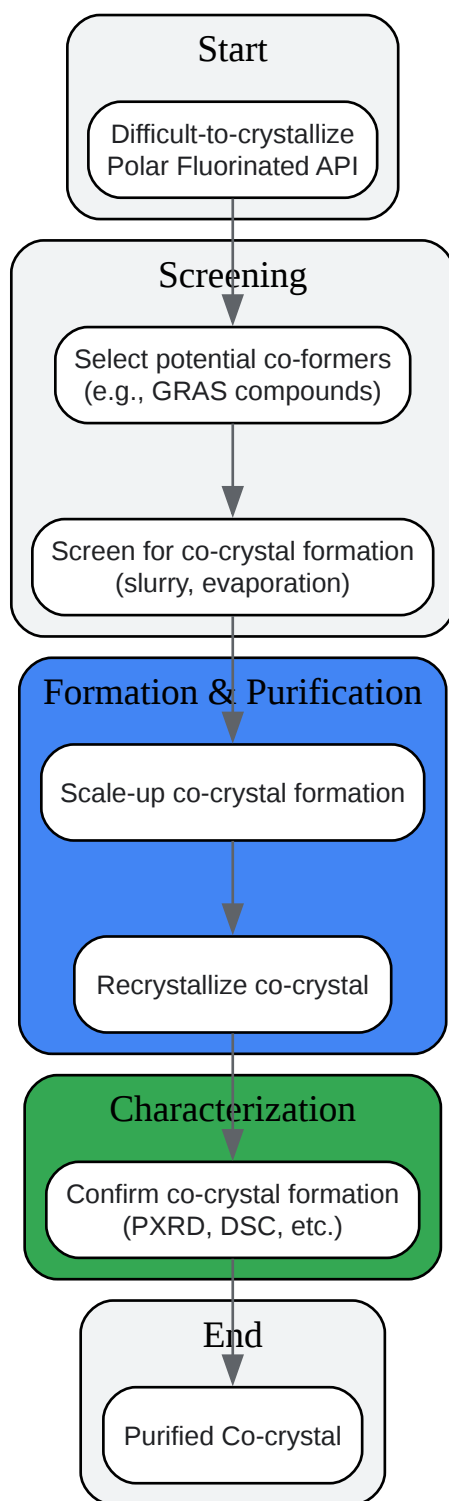 Start
Difficult-to-crystallize
Polar Fluorinated API
Screening
Select potential co-formers
(e.g., GRAS compounds)
Screen for co-crystal formation
(slurry, evaporation)
Formation & Purification
Scale-up co-crystal formation
Recrystallize co-crystal
Characterization
Confirm co-crystal formation
(PXRD, DSC, etc.)
End
Purified Co-crystal